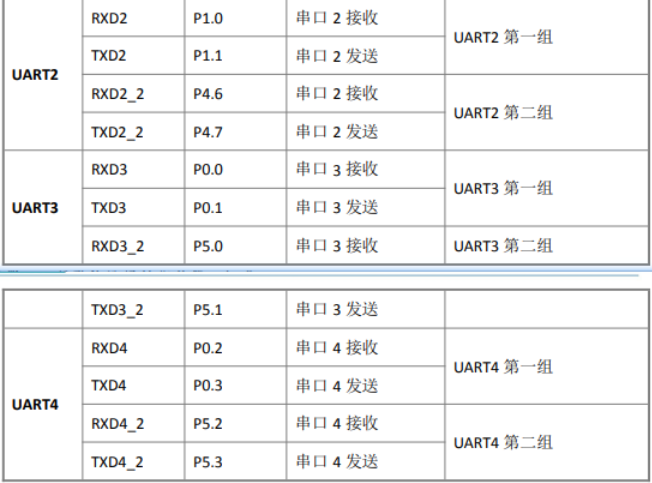 RXD2 P1.0 串口 2 接收 UART2 第一组
TXD2 P1.1 串口 2 发送
UART2
RXD2_2 P4.6 串口 2 接收 UART2 第二组
TXD2_2 P4.7 串口 2 发送
RXD3 P0.0 串口 3 接收 UART3 第一组
UART3 TXD3 P0.1 串口 3 发送
RXD3_2 P5.0 串口 3 接收 UART3 第二组
TXD3_2 P5.1 串口 3 发送
RXD4 P0.2 串口 4 接收 UART4 第一组
TXD4 P0.3 串口 4 发送
UART4
RXD4_2 P5.2 串口 4 接收 UART4 第二组
TXD4_2 P5.3 串口 4 发送